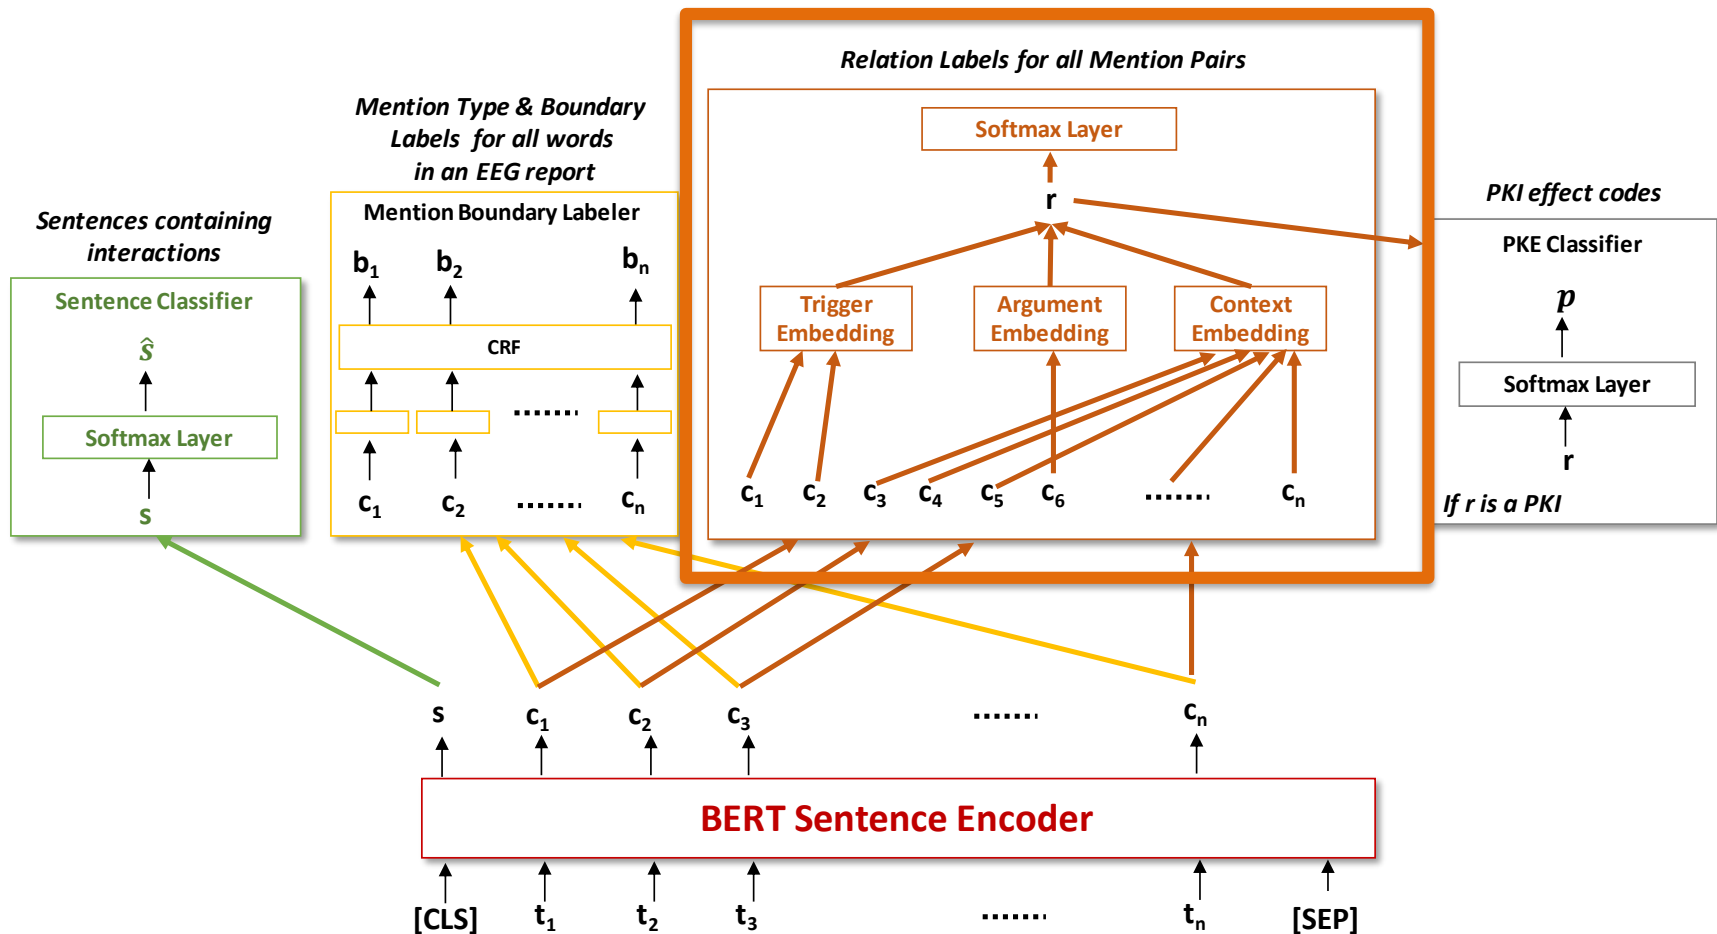 Relation Labels for all Mention Pairs
Softmax Layer
r
Trigger
Embedding
Argument
Embedding
Context
Embedding
c1 c2 c3 c4 c5 c6 ........ cn
Mention Type & Boundary
Labels for all words
in an EEG report
Mention Boundary Labeler
b1 b2 bn
CRF
........
c1 c2 ........ cn
Sentences containing
interactions
Sentence Classifier
ŝ
Softmax Layer
s
PKI effect codes
PKE Classifier
p
Softmax Layer
r
If r is a PKI
s c1 c2 c3 ........ cn
BERT Sentence Encoder
[CLS] t1 t2 t3 ........ tn [SEP]